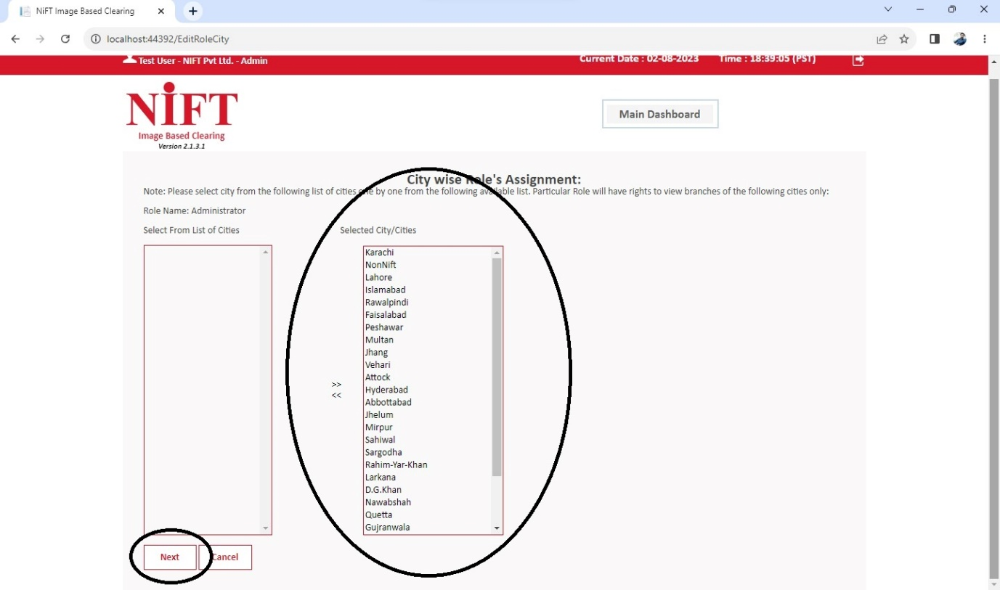 NiFT Image Based Clearing
localhost:44392/EditRoleCity
Test User - NIFT Pvt Ltd. - Admin
Current Date : 02-08-2023 Time : 18:39:05 (PST)
NiFT
Image Based Clearing
Version 2.1.3.1
Main Dashboard
City wise Role's Assignment:
Note: Please select city from the following list of cities one by one from the following available list. Particular Role will have rights to view branches of the following cities only:
Role Name: Administrator
Select From List of Cities
Selected City/Cities
Karachi
NonNift
Lahore
Islamabad
Rawalpindi
Faisalabad
Peshawar
Multan
Jhang
Vehari
Attock
Hyderabad
Abbottabad
Jhelum
Mirpur
Sahiwal
Sargodha
Rahim-Yar-Khan
Larkana
D.G.Khan
Nawabshah
Quetta
Gujranwala
>>
<<
Next
Cancel